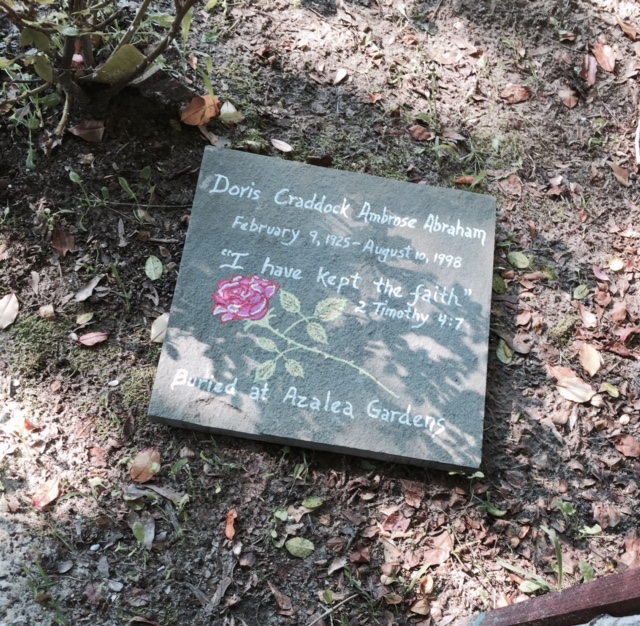 Doris Craddock Ambrose Abraham
February 9, 1925-August 10, 1998
"I have kept the faith"
2 Timothy 4:7
Buried at Azalea Gardens